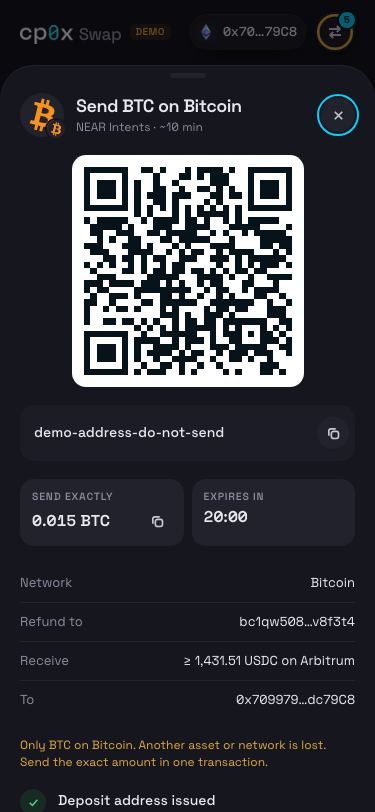 cp0x Swap DEMO 0x70...79C8 5
Send BTC on Bitcoin
NEAR Intents · ~10 min
demo-address-do-not-send
SEND EXACTLY
0.015 BTC
EXPIRES IN
20:00
Network Bitcoin
Refund to bc1qw508...v8f3t4
Receive ≥ 1,431.51 USDC on Arbitrum
To 0x709979...dc79C8
Only BTC on Bitcoin. Another asset or network is lost.
Send the exact amount in one transaction.
Deposit address issued